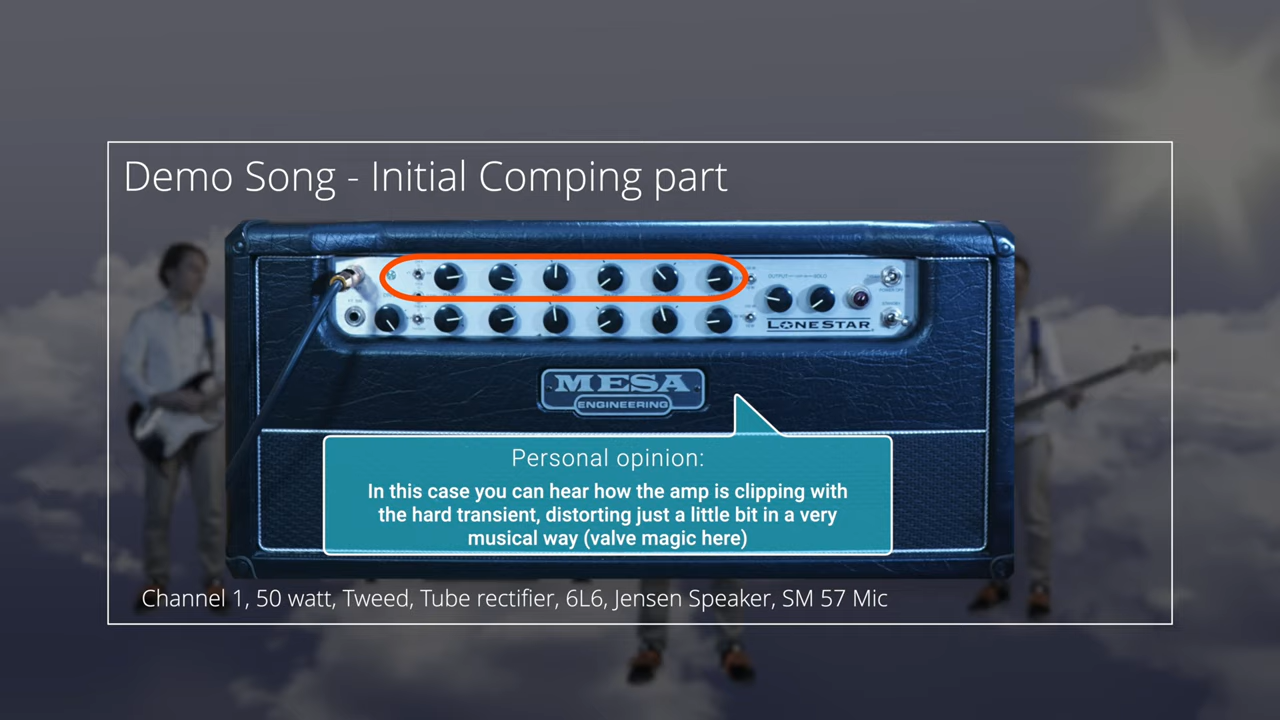 Demo Song - Initial Comping part
OUTPUT SOLO
LONESTAR
MESA
ENGINEERING
Personal opinion:
In this case you can hear how the amp is clipping with
the hard transient, distorting just a little bit in a very
musical way (valve magic here)
Channel 1, 50 watt, Tweed, Tube rectifier, 6L6, Jensen Speaker, SM 57 Mic